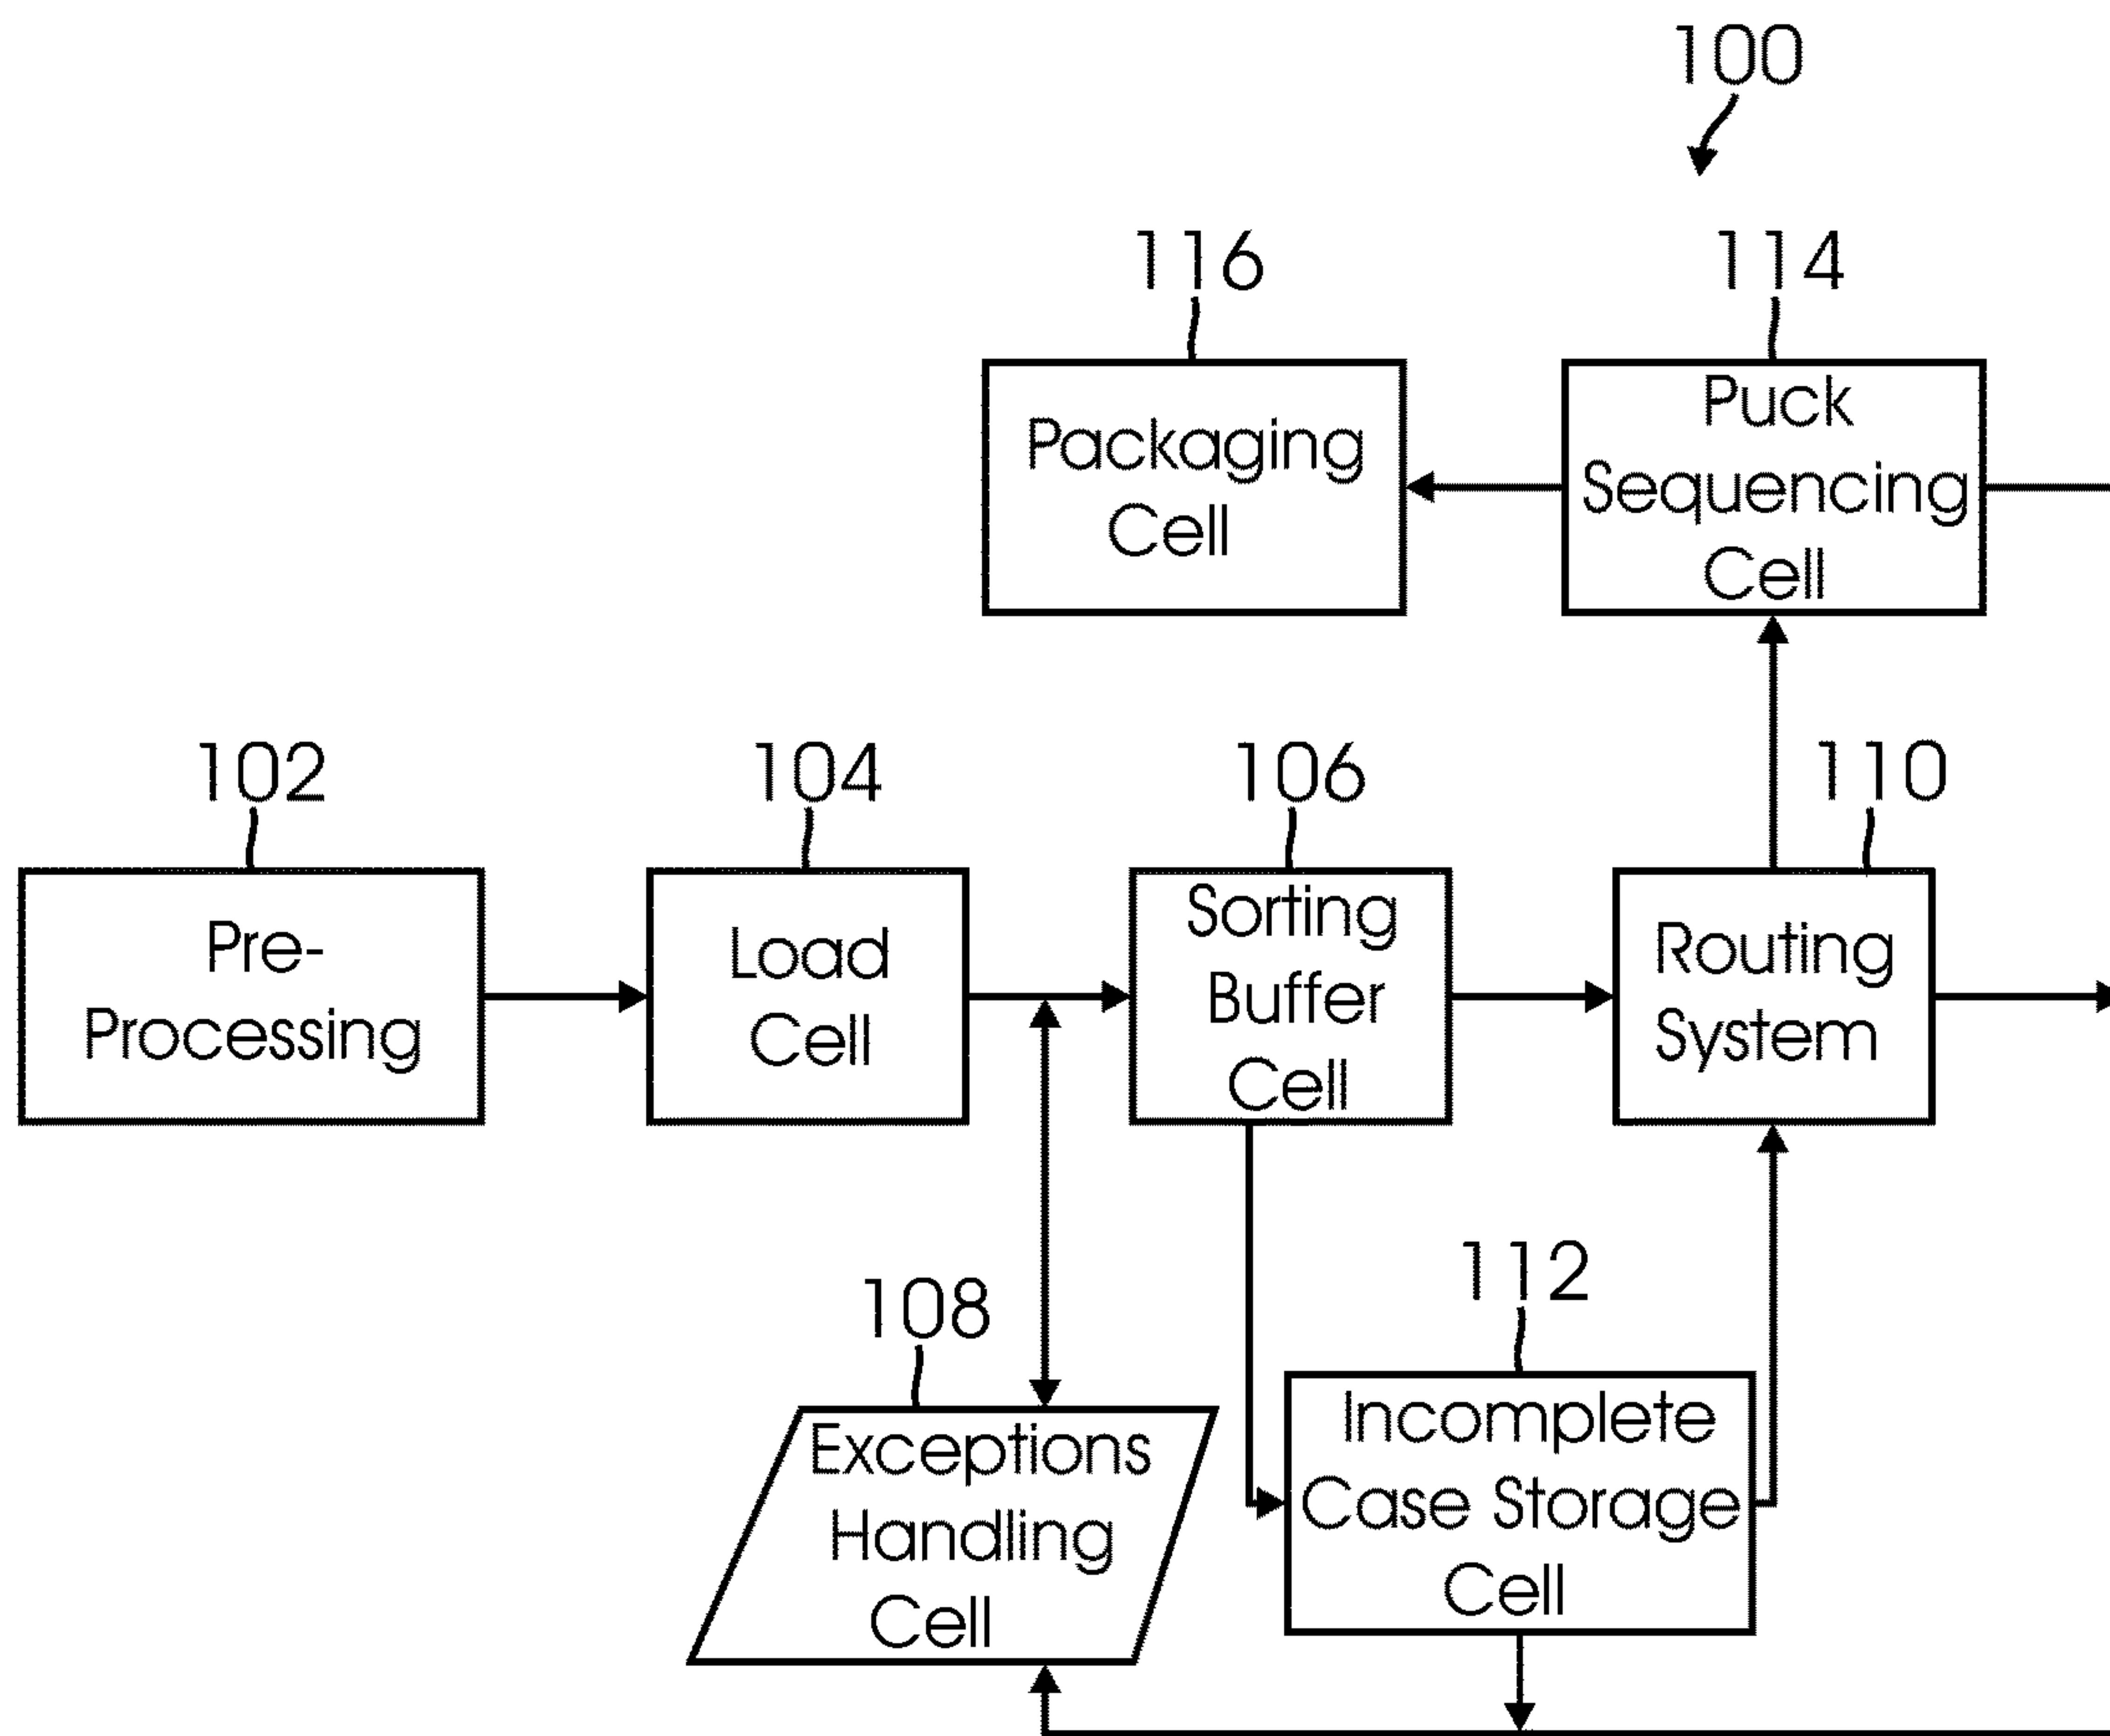 100
116
114
Packaging
Cell
Puck
Sequencing
Cell
102
104
106
110
Pre-
Processing
Load
Cell
Sorting
Buffer
Cell
Routing
System
108
112
Exceptions
Handling
Cell
Incomplete
Case Storage
Cell